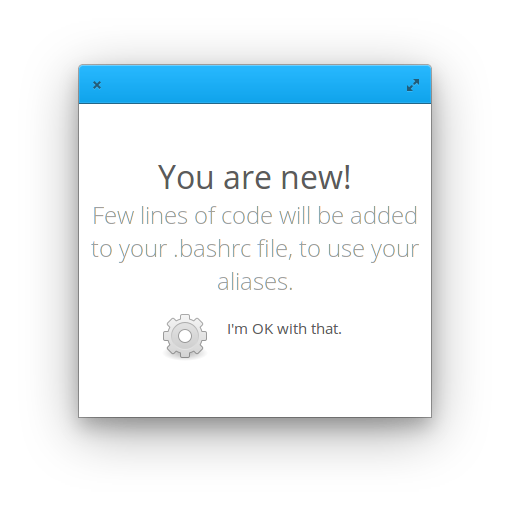 You are new!
Few lines of code will be added
to your .bashrc file, to use your
aliases.
I'm OK with that.